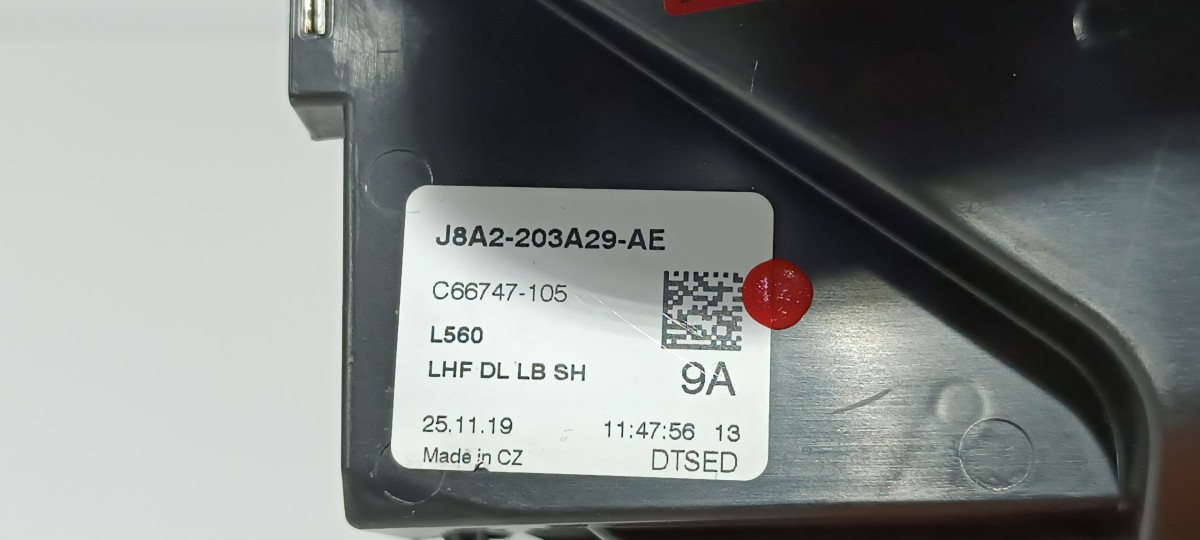 J8A2-203A29-AE
C66747-105
L560
LHF DL LB SH
9A
25.11.19 11:47:56 13
Made in CZ DTSED